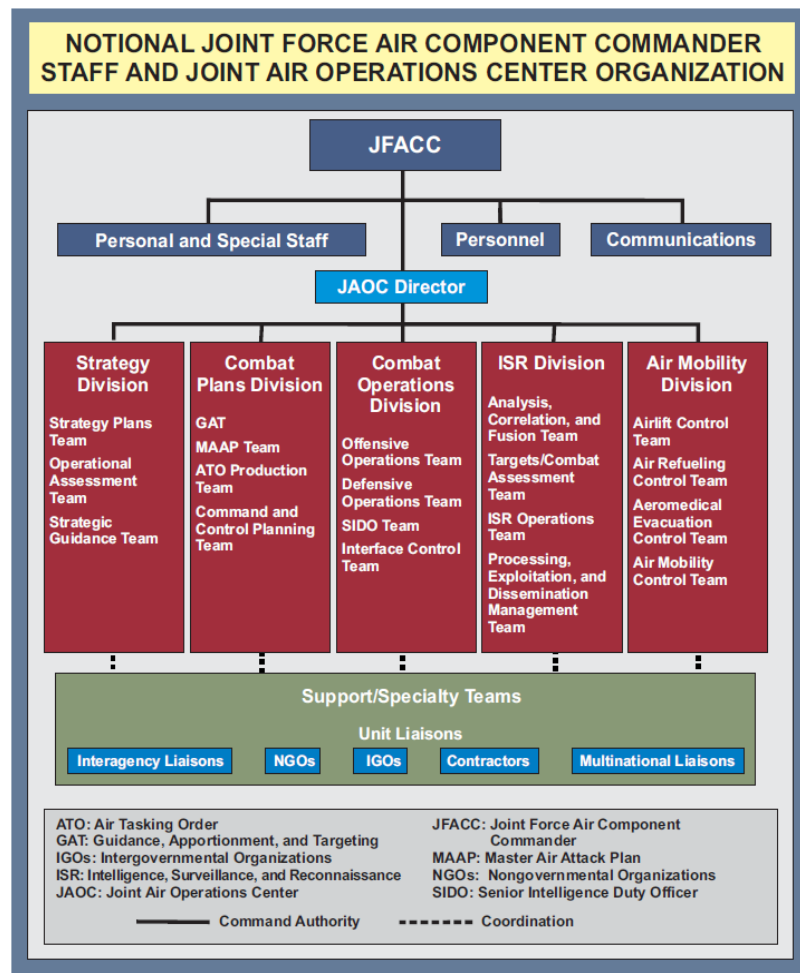 NOTIONAL JOINT FORCE AIR COMPONENT COMMANDER
STAFF AND JOINT AIR OPERATIONS CENTER ORGANIZATION
JFACC
Personal and Special Staff
Personnel
Communications
JAOC Director
Strategy
Division
Strategy Plans
Team
Operational
Assessment
Team
Strategic
Guidance Team
Combat
Plans Division
GAT
MAAP Team
ATO Production
Team
Command and
Control Planning
Team
Combat
Operations
Division
Offensive
Operations Team
Defensive
Operations Team
SIDO Team
Interface Control
Team
ISR Division
Analysis,
Correlation, and
Fusion Team
Targets/Combat
Assessment
Team
ISR Operations
Team
Processing,
Exploitation, and
Dissemination
Management
Team
Air Mobility
Division
Airlift Control
Team
Air Refueling
Control Team
Aeromedical
Evacuation
Control Team
Air Mobility
Control Team
Support/Specialty Teams
Unit Liaisons
Interagency Liaisons
NGOs
IGOs
Contractors
Multinational Liaisons
ATO: Air Tasking Order
GAT: Guidance, Apportionment, and Targeting
IGOs: Intergovernmental Organizations
ISR: Intelligence, Surveillance, and Reconnaissance
JAOC: Joint Air Operations Center
JFACC: Joint Force Air Component
Commander
MAAP: Master Air Attack Plan
NGOs: Nongovernmental Organizations
SIDO: Senior Intelligence Duty Officer
Command Authority
Coordination